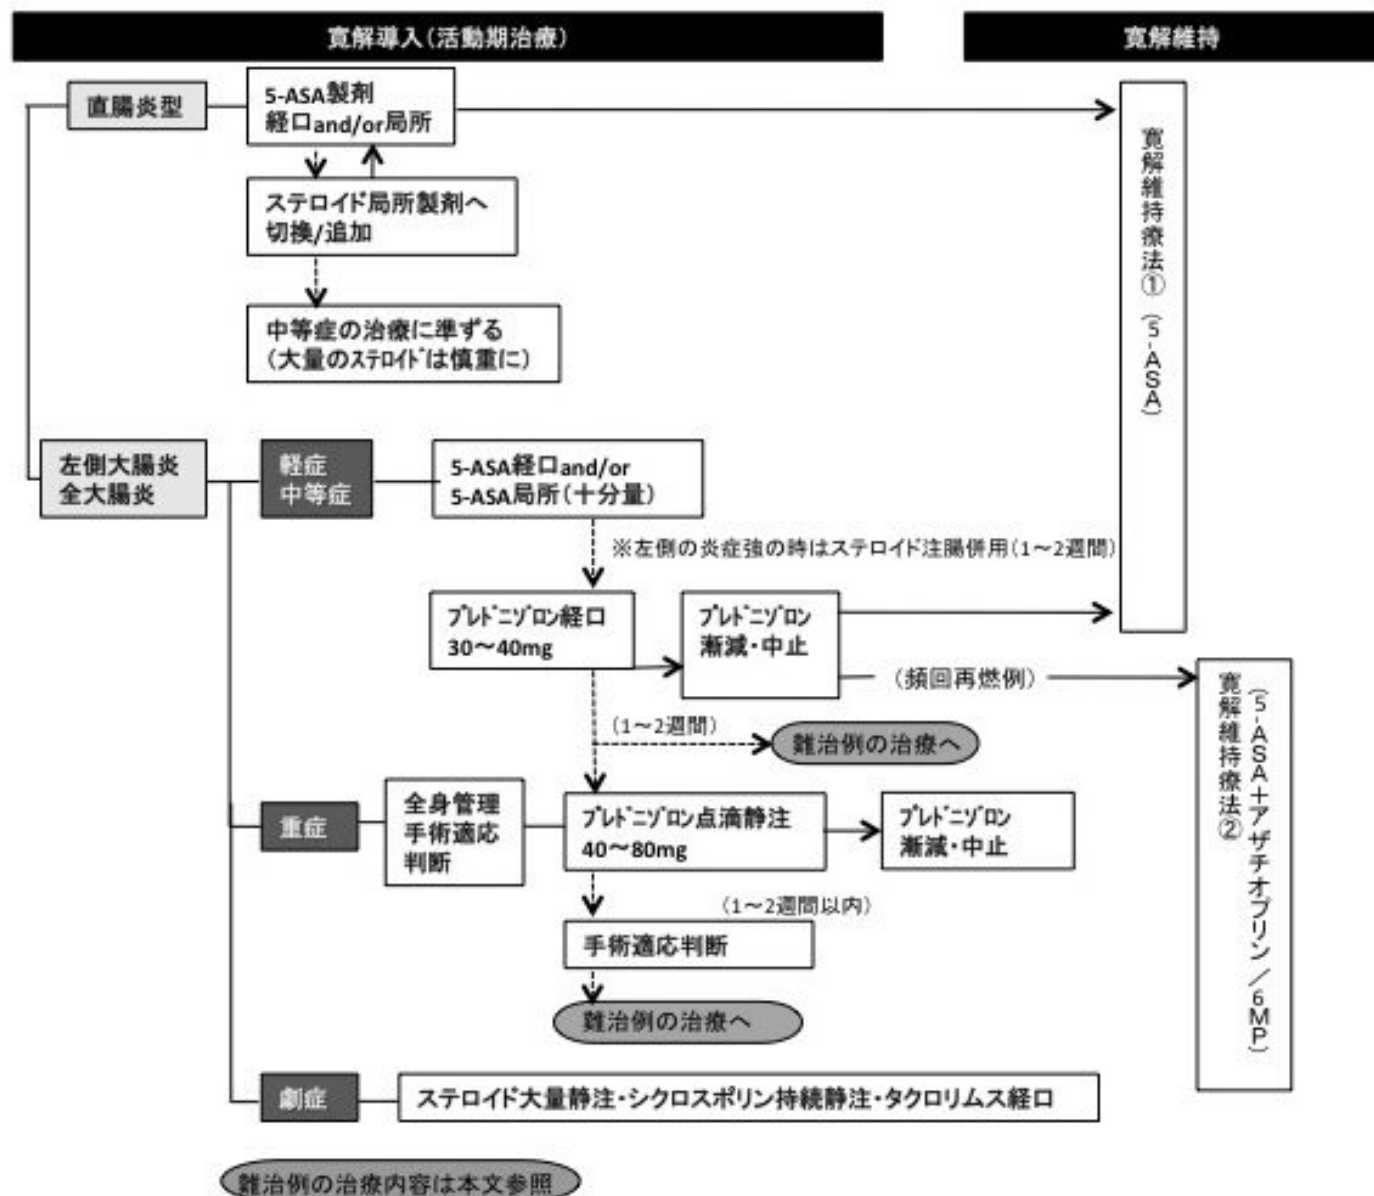 寛解導入(活動期治療)
寛解維持
直腸炎型
5-ASA製剤
経口and/or局所
ステロイド局所製剤へ
切換/追加
中等症の治療に準ずる
(大量のステロイドは慎重に)
寛解維持療法①(5-ASA)
左側大腸炎
全大腸炎
軽症
中等症
5-ASA経口and/or
5-ASA局所(十分量)
※左側の炎症強の時はステロイド注腸併用(1～2週間)
プレドニゾロン経口
30～40mg
プレドニゾロン
漸減・中止
(頻回再燃例)
寛解維持療法②
(5-ASA+アザチオプリン/6MP)
(1～2週間)
難治例の治療へ
重症
全身管理
手術適応
判断
プレドニゾロン点滴静注
40～80mg
プレドニゾロン
漸減・中止
(1～2週間以内)
手術適応判断
難治例の治療へ
劇症
ステロイド大量静注・シクロスポリン持続静注・タクロリムス経口
難治例の治療内容は本文参照